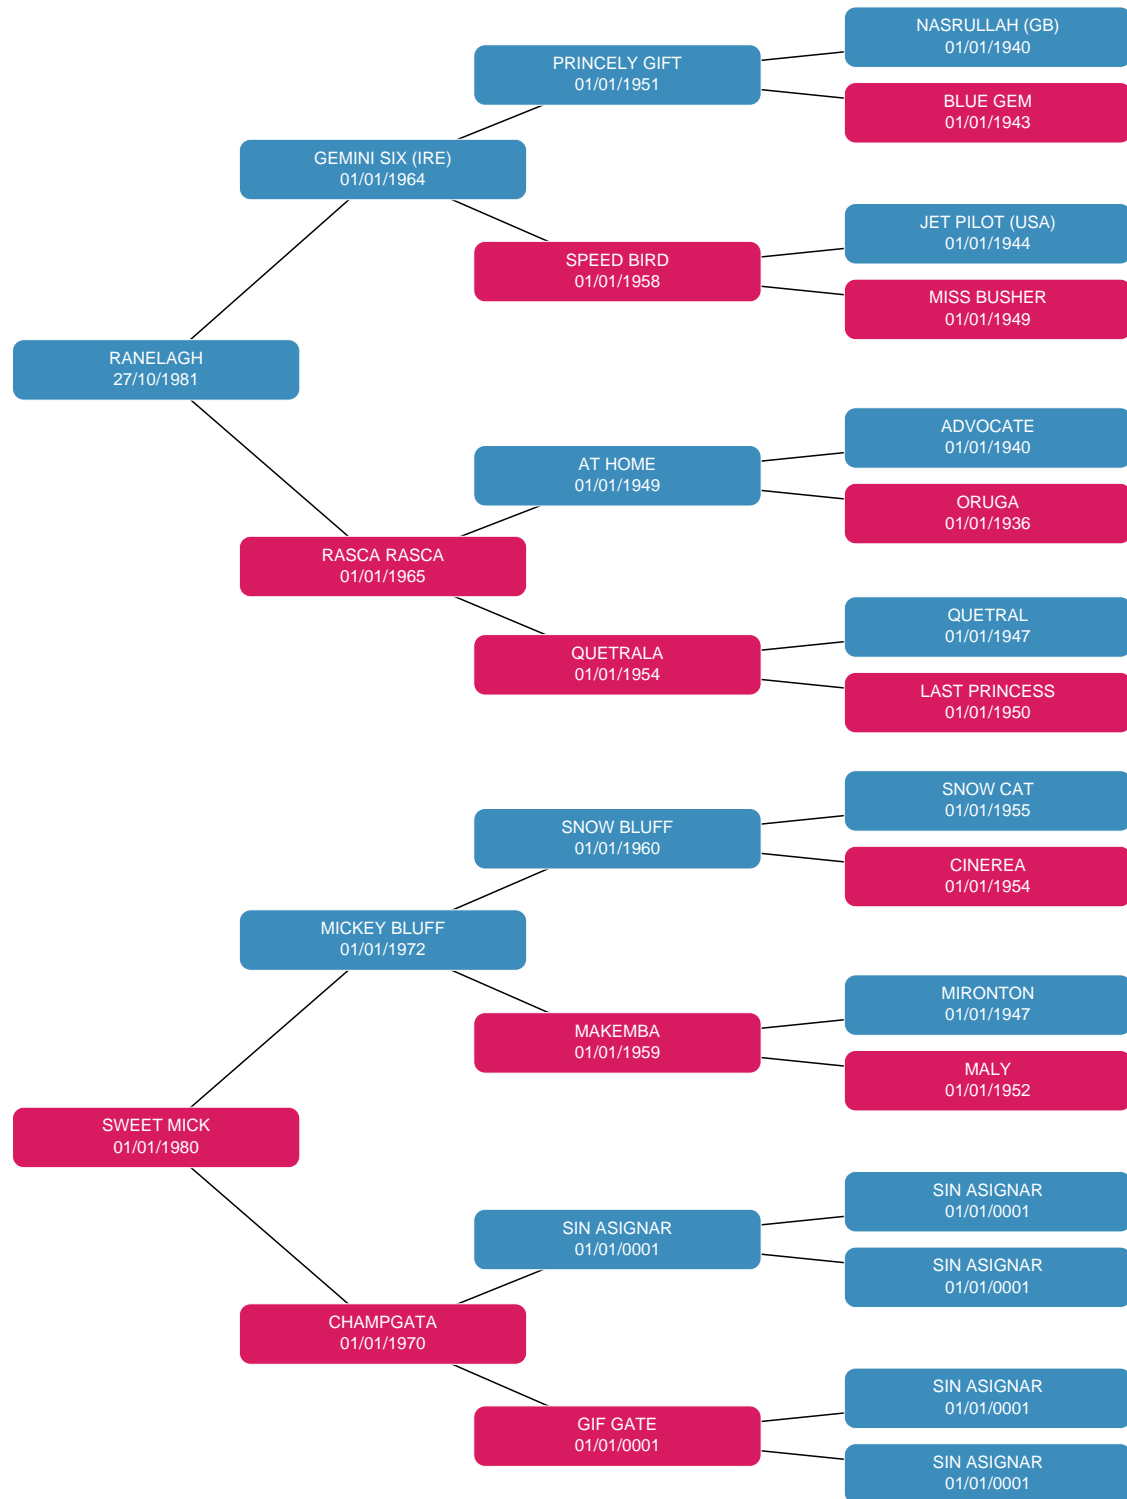 NASRULLAH (GB)
01/01/1940
PRINCELY GIFT
01/01/1951
BLUE GEM
01/01/1943
GEMINI SIX (IRE)
01/01/1964
JET PILOT (USA)
01/01/1944
SPEED BIRD
01/01/1958
MISS BUSHER
01/01/1949
RANELAGH
27/10/1981
ADVOCATE
01/01/1940
AT HOME
01/01/1949
ORUGA
01/01/1936
RASCA RASCA
01/01/1965
QUETRAL
01/01/1947
QUETRALA
01/01/1954
LAST PRINCESS
01/01/1950
SNOW CAT
01/01/1955
SNOW BLUFF
01/01/1960
CINEREA
01/01/1954
MICKEY BLUFF
01/01/1972
MIRONTON
01/01/1947
MAKEMBA
01/01/1959
MALY
01/01/1952
SWEET MICK
01/01/1980
SIN ASIGNAR
01/01/0001
SIN ASIGNAR
01/01/0001
SIN ASIGNAR
01/01/0001
CHAMPGATA
01/01/1970
SIN ASIGNAR
01/01/0001
GIF GATE
01/01/0001
SIN ASIGNAR
01/01/0001